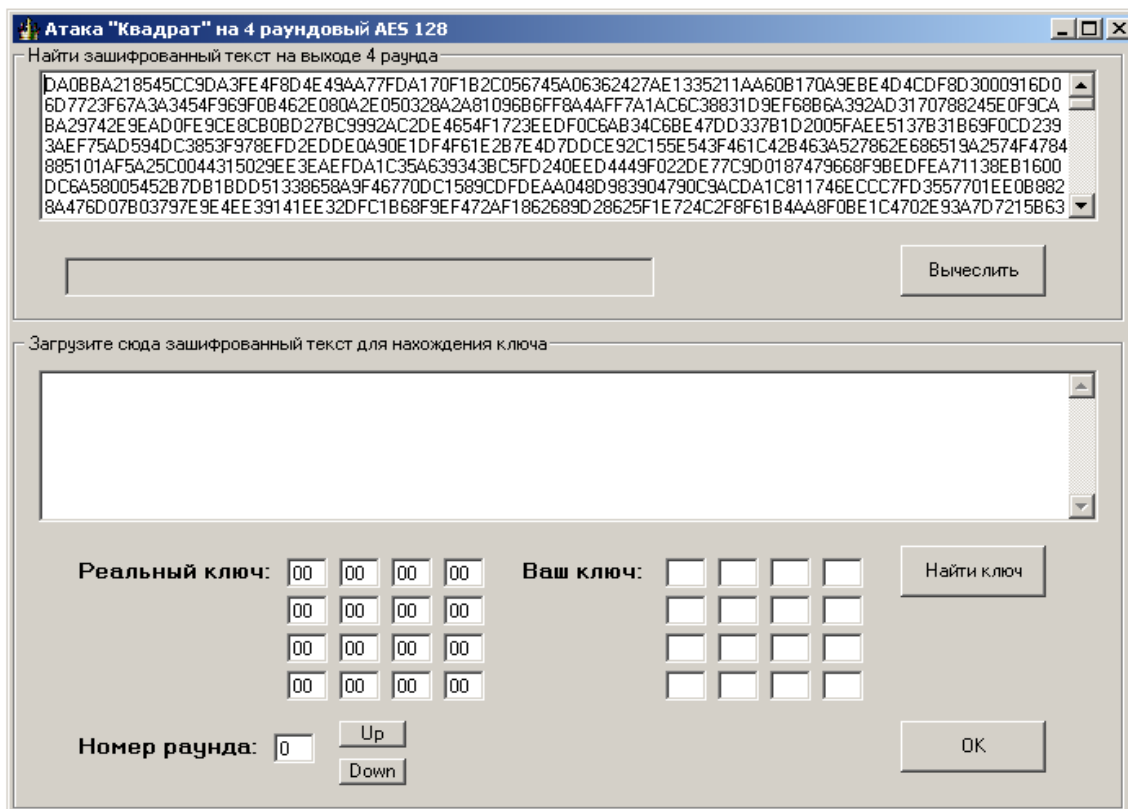 Атака "Квадрат" на 4 раундовый AES 128
Найти зашифрованный текст на выходе 4 раунда
DA0BBA218545CC9DA3FE4F8D4E49AA77FDA170F1B2C056745A06362427AE1335211AA60B170A9EBE4D4CDF8D3000916D0
6D7723F67A3A3454F969F0B462E080A2E050328A2A81096B6FF8A4AFF7A1AC6C38831D9EF68B6A392AD3170788245E0F9CA
BA29742E9EAD0FE9CE8CB0BD27BC9992AC2DE4654F1723EEDF0C6AB34C6BE47DD337B1D2005FAEE5137B31B69F0CD239
3AEF75AD594DC3853F978EFD2EDDE0A90E1DF4F61E2B7E4D7DDCE92C155E543F461C42B463A527862E686519A2574F4784
885101AF5A25C0044315029EE3EAEFDA1C35A639343BC5FD240EED4449F022DE77C9D0187479668F9BEDFEA71138EB1600
DC6A58005452B7DB1BDD51338658A9F46770DC1589CDFDEAA048D983904790C9ACDA1C811746ECCC7FD3557701EE0B882
8A476D07B03797E9E4EE39141EE32DFC1B68F9EF472AF1862689D28625F1E724C2F8F61B4AA8F0BE1C4702E93A7D7215B63
Вычеслить
Загрузите сюда зашифрованный текст для нахождения ключа
Реальный ключ: 00 00 00 00 Ваш ключ: Найти ключ
00 00 00 00
00 00 00 00
00 00 00 00
Номер раунда: 0 Up OK
Down